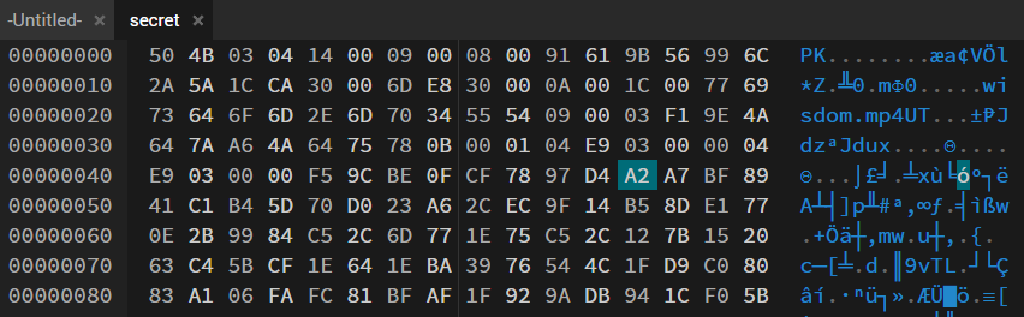 -Untitled- × secret ×
00000000 50 4B 03 04 14 00 09 00 08 00 91 61 9B 56 99 6C PK........æa¢VÖl
00000010 2A 5A 1C CA 30 00 6D E8 30 00 0A 00 1C 00 77 69 *Z.╩0.mΦ0.....wi
00000020 73 64 6F 6D 2E 6D 70 34 55 54 09 00 03 F1 9E 4A sdom.mp4UT...±₧J
00000030 64 7A A6 4A 64 75 78 0B 00 01 04 E9 03 00 00 04 dzªJdux....Θ....
00000040 E9 03 00 00 F5 9C BE 0F CF 78 97 D4 A2 A7 BF 89 Θ...⌡£╛.╧xù╘óº┐ë
00000050 41 C1 B4 5D 70 D0 23 A6 2C EC 9F 14 B5 8D E1 77 A┴┤]p╨#ª,∞ƒ.╡ìßw
00000060 0E 2B 99 84 C5 2C 6D 77 1E 75 C5 2C 12 7B 15 20 .+Öä┼,mw.u┼,.{.
00000070 63 C4 5B CF 1E 64 1E BA 39 76 54 4C 1F D9 C0 80 c─[╧.d.║9vTL.┘└Ç
00000080 83 A1 06 FA FC 81 BF AF 1F 92 9A DB 94 1C F0 5B âí.·ⁿü┐».ÆÜ█ö.≡[